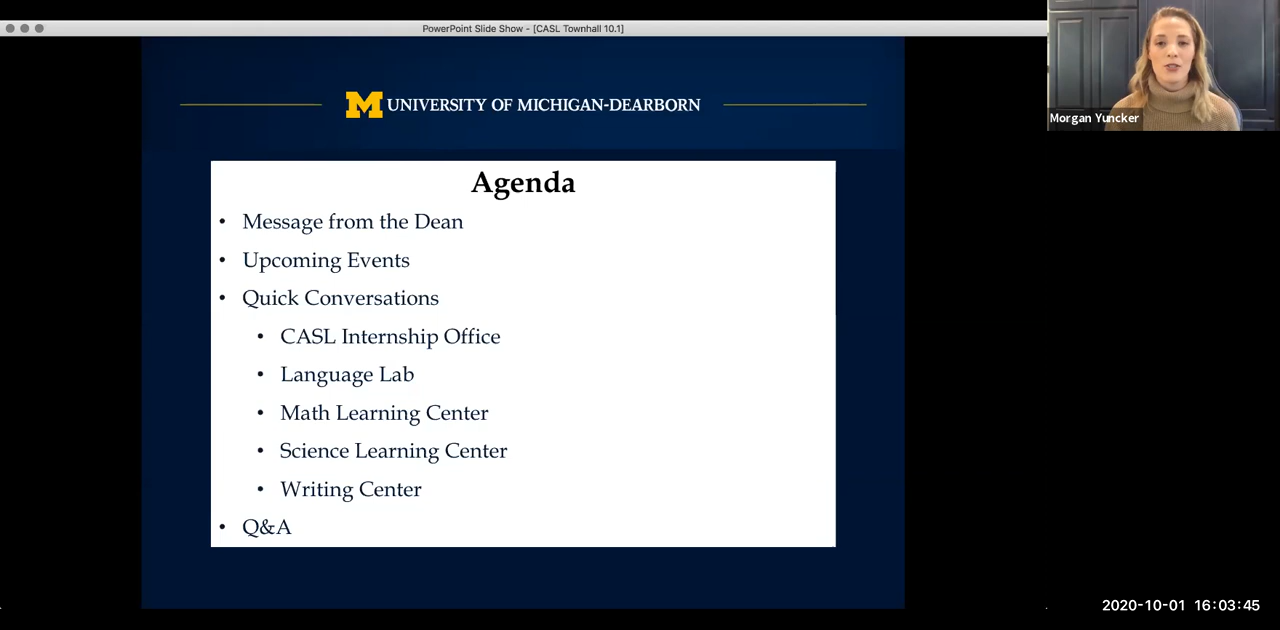 PowerPoint Slide Show - [CASL Townhall 10.1]
M UNIVERSITY OF MICHIGAN-DEARBORN
Morgan Yuncker
Agenda
• Message from the Dean
• Upcoming Events
• Quick Conversations
• CASL Internship Office
• Language Lab
• Math Learning Center
• Science Learning Center
• Writing Center
• Q&A
2020-10-01 16:03:45